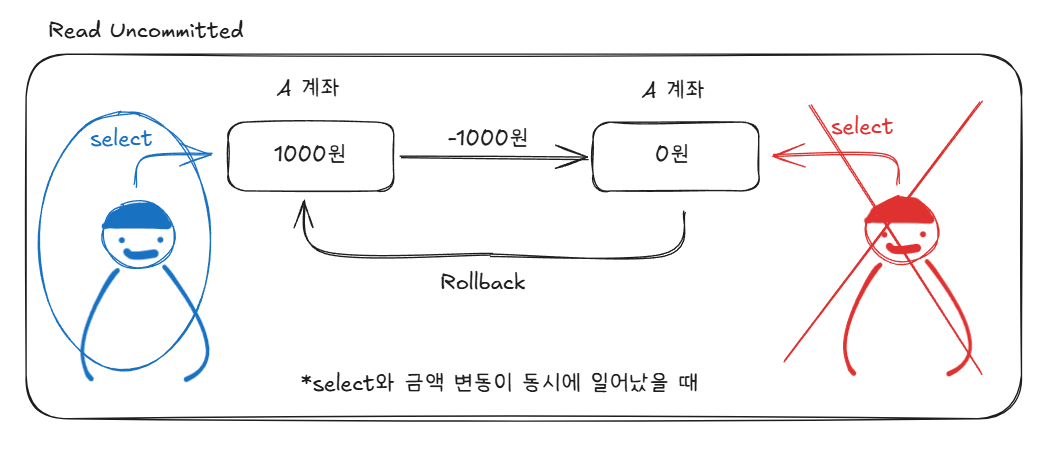 Read Uncommitted
A 계좌
A 계좌
select
1000원
-1000원
0원
select
Rollback
*select와 금액 변동이 동시에 일어났을 때